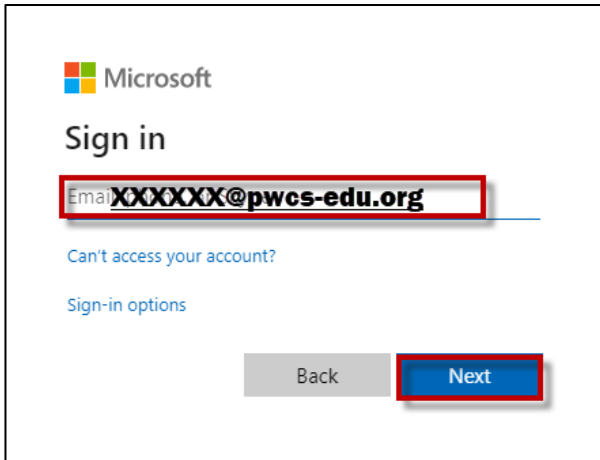 Microsoft
Sign in
XXXXXX@pwcs-edu.org
Can't access your account?
Sign-in options
Back
Next